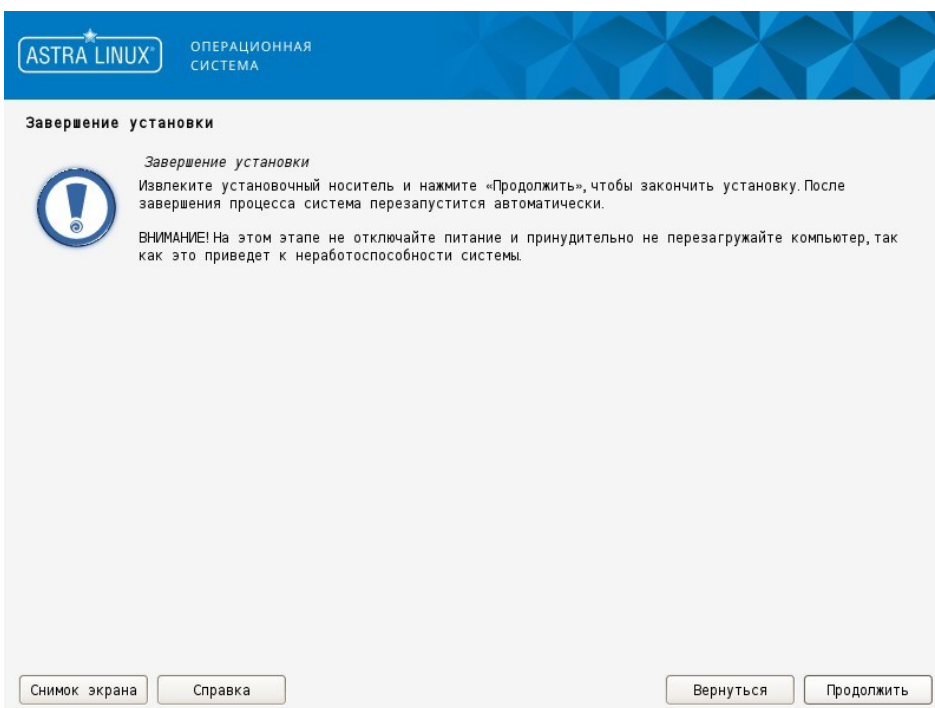 ASTRA LINUX®
ОПЕРАЦИОННАЯ
СИСТЕМА
Завершение установки
Завершение установки
Извлеките установочный носитель и нажмите «Продолжить», чтобы закончить установку. После
завершения процесса система перезапустится автоматически.
ВНИМАНИЕ! На этом этапе не отключайте питание и принудительно не перезагружайте компьютер, так
как это приведет к неработоспособности системы.
Снимок экрана
Справка
Вернуться
Продолжить